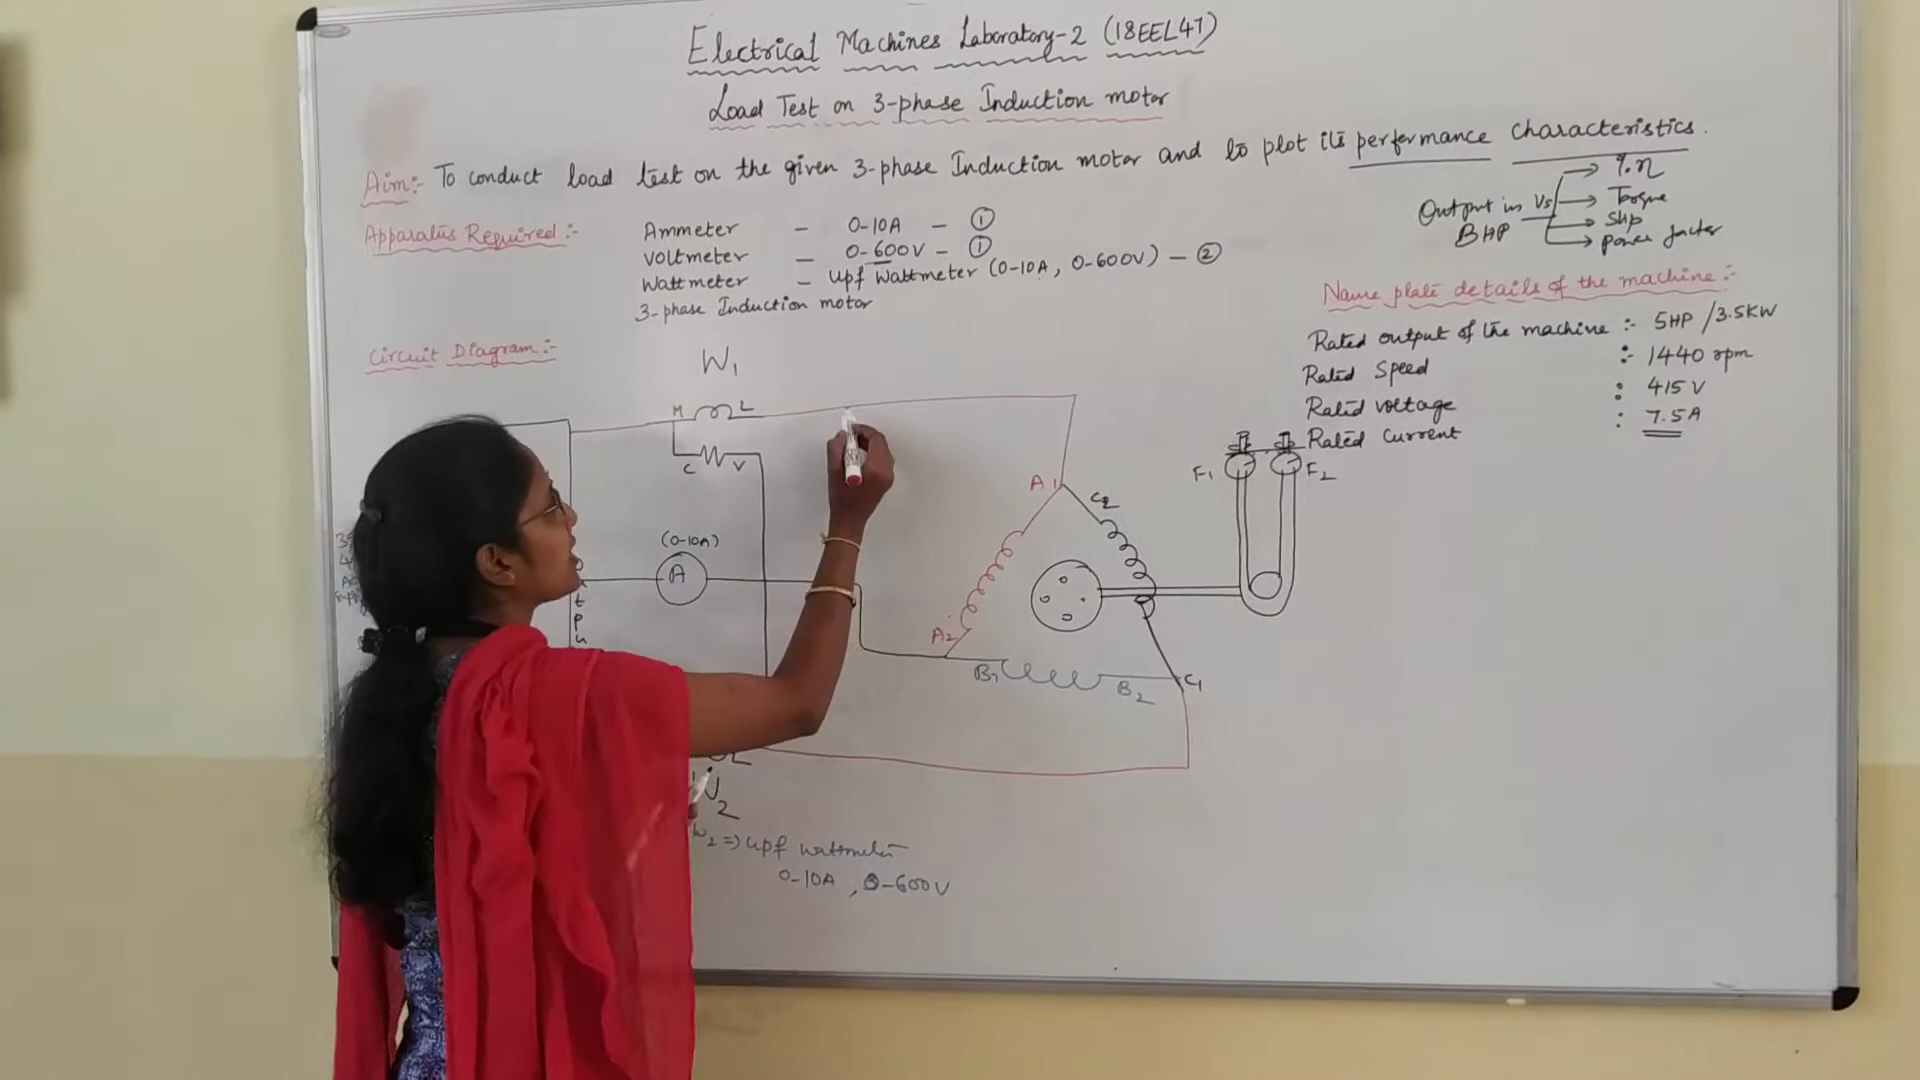 Electrical Machines Laboratory-2 (18EEL47)
Load Test on 3-phase Induction motor
Aim:- To conduct load test on the given 3-phase Induction motor and to plot its performance characteristics.
Output in BHP Vs
% η
Torque
Slip
power factor
Apparatus Required:-
Ammeter - 0-10A - 1
Voltmeter - 0-600V - 1
Wattmeter - upf Wattmeter (0-10A, 0-600V) - 2
3-phase Induction motor
Name plate details of the machine:-
Rated output of the machine :- 5HP/3.5KW
Rated Speed :- 1440 rpm
Rated voltage : 415 V
Rated current : 7.5A
Circuit Diagram:-
W1
M L
C V
(0-10A)
A
A1
C2
A2
B1
B2
C1
F1
F2
L
2
W2 => upf wattmeter
0-10A, 0-600V